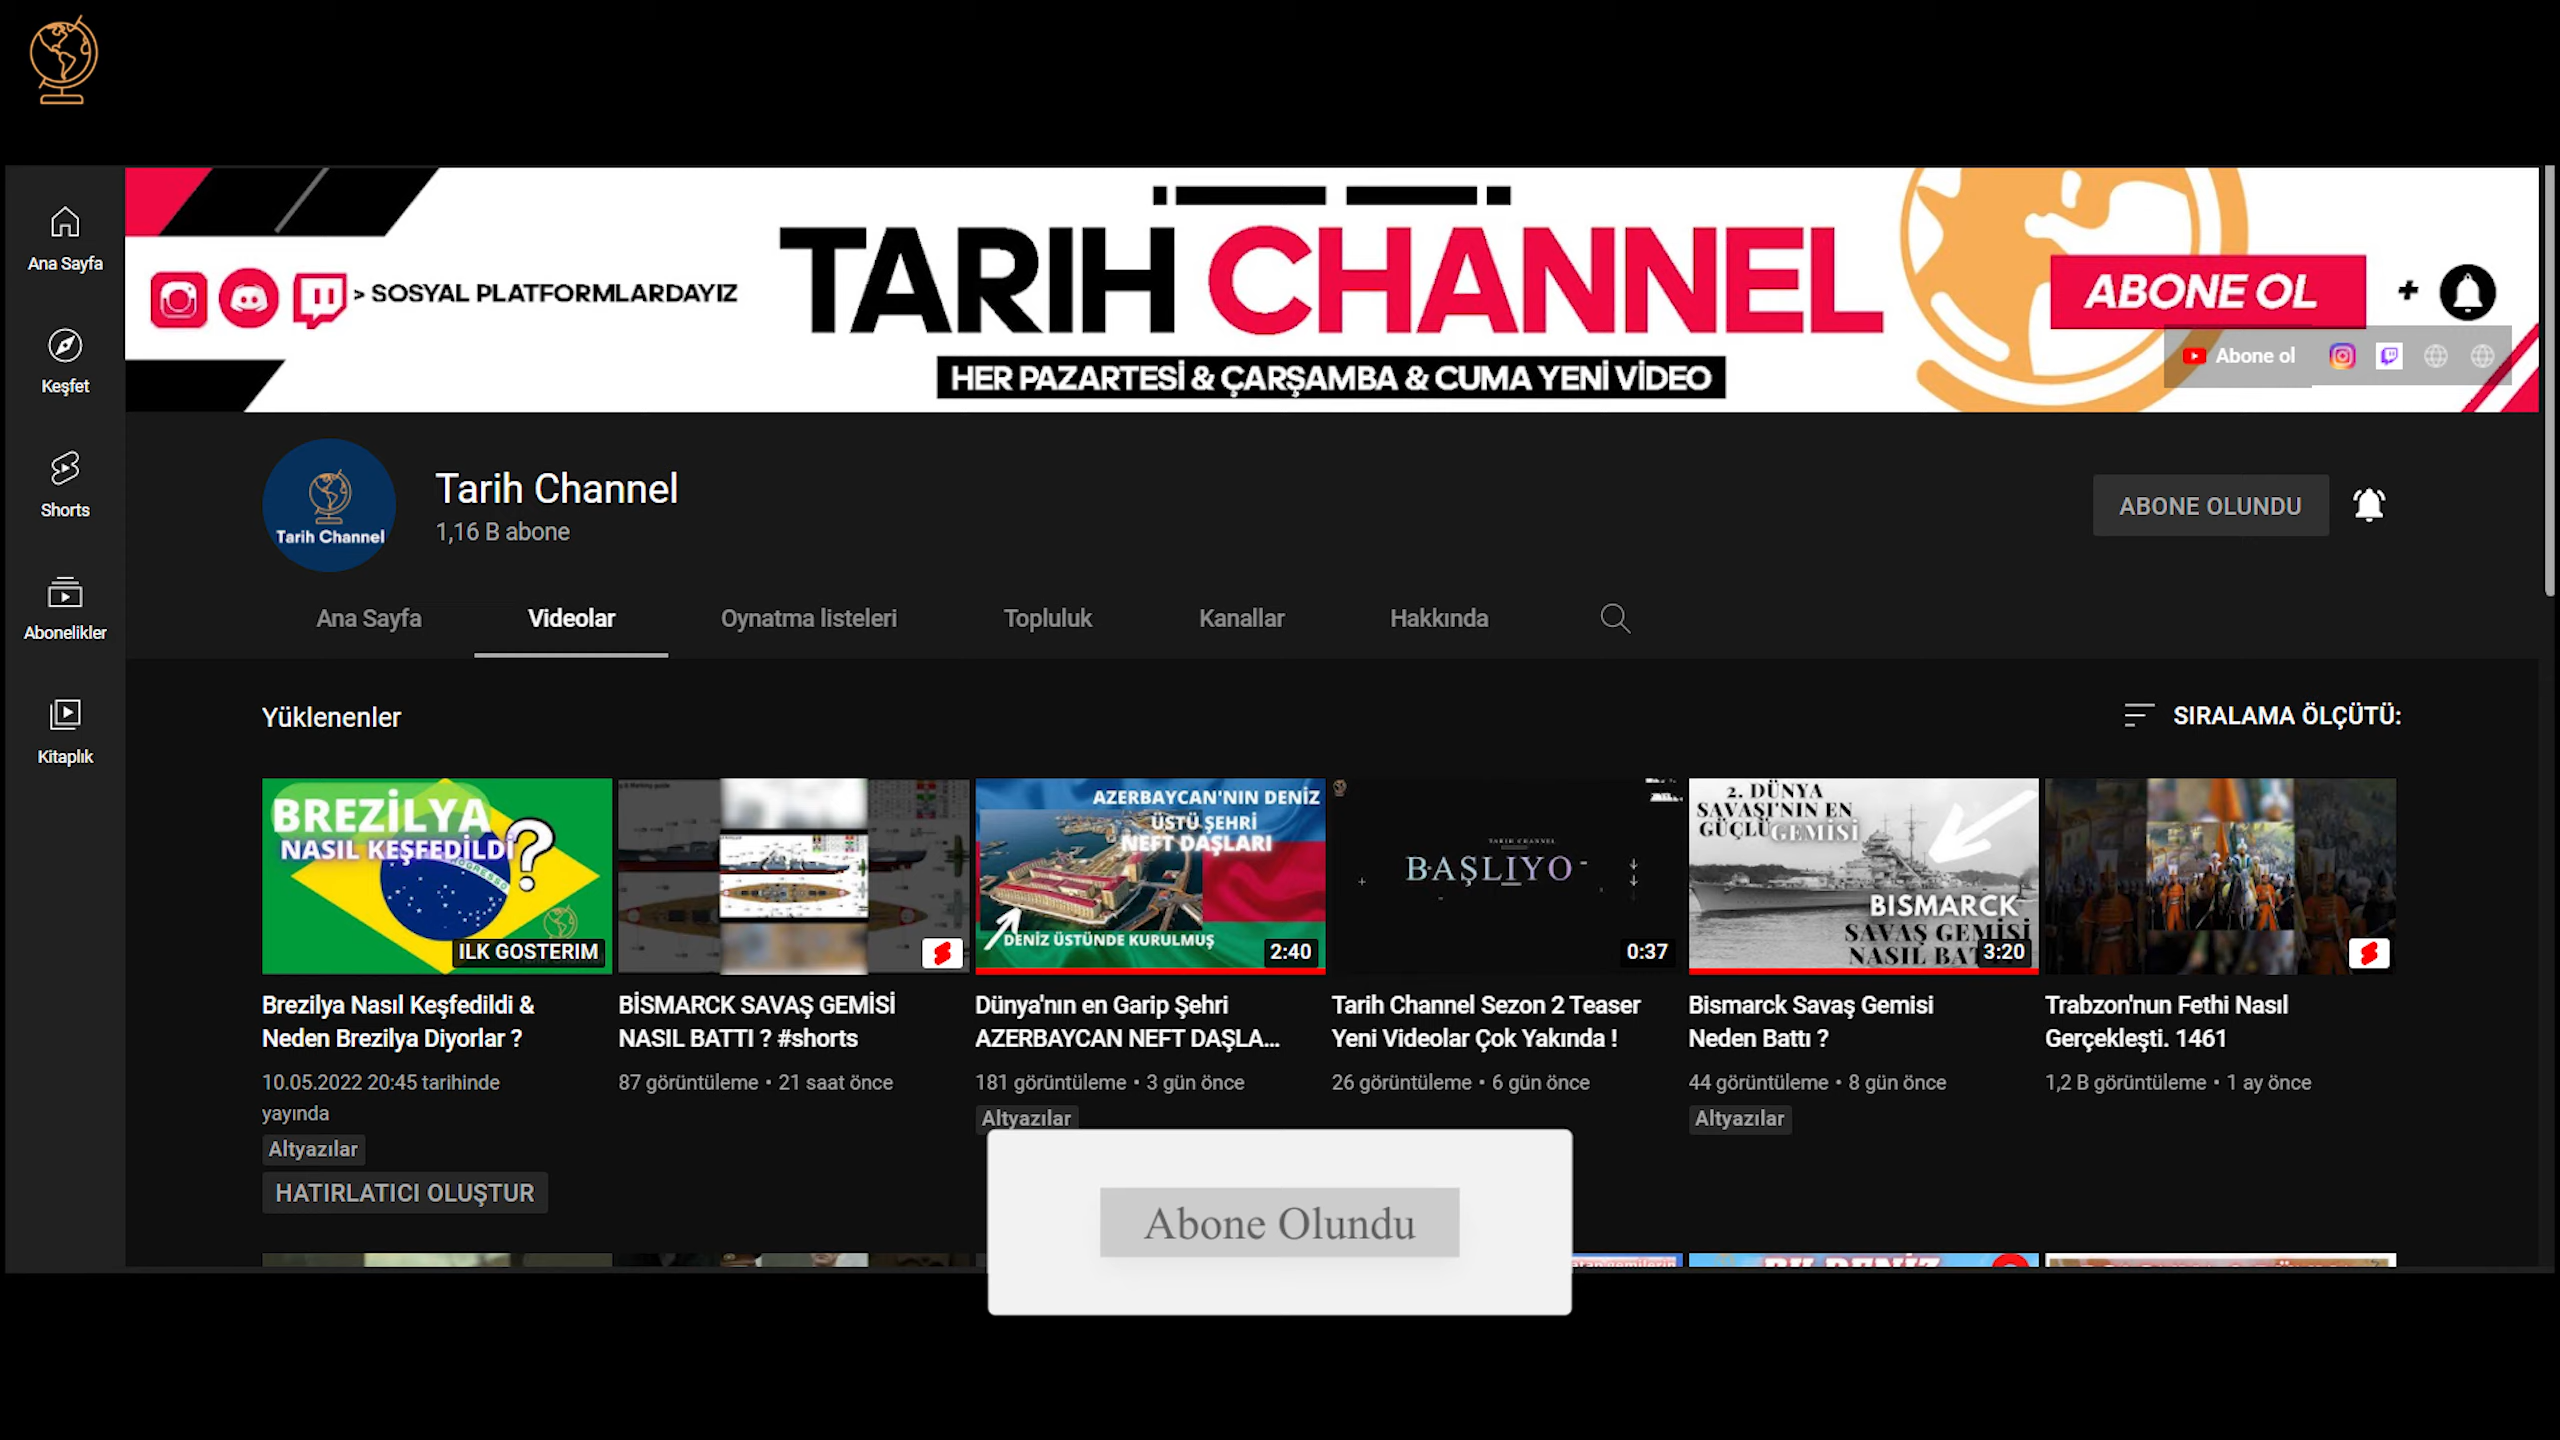 TARIH CHANNEL
> SOSYAL PLATFORMLARDAYIZ
HER PAZARTESİ & ÇARŞAMBA & CUMA YENİ VİDEO
ABONE OL +
Abone ol
Ana Sayfa
Keşfet
Shorts
Abonelikler
Kitaplık
Tarih Channel
Tarih Channel
1,16 B abone
ABONE OLUNDU
Ana Sayfa Videolar Oynatma listeleri Topluluk Kanallar Hakkında
Yüklenenler
SIRALAMA ÖLÇÜTÜ:
BREZİLYA
NASIL KEŞFEDİLDİ ?
ILK GOSTERIM
Brezilya Nasıl Keşfedildi &
Neden Brezilya Diyorlar ?
10.05.2022 20:45 tarihinde
yayında
Altyazılar
HATIRLATICI OLUŞTUR
BİSMARCK SAVAŞ GEMİSİ
NASIL BATTI ? #shorts
87 görüntüleme • 21 saat önce
AZERBAYCAN'NIN DENİZ
ÜSTÜ ŞEHRİ
NEFT DAŞLARI
DENİZ ÜSTÜNDE KURULMUŞ
2:40
Dünya'nın en Garip Şehri
AZERBAYCAN NEFT DAŞLA...
181 görüntüleme • 3 gün önce
Altyazılar
TARIH CHANNEL
BAŞLIYO
0:37
Tarih Channel Sezon 2 Teaser
Yeni Videolar Çok Yakında !
26 görüntüleme • 6 gün önce
2. DÜNYA
SAVAŞI'NIN EN
GÜÇLÜ GEMİSİ
BISMARCK
SAVAŞ GEMİSİ
NASIL
3:20
Bismarck Savaş Gemisi
Neden Battı ?
44 görüntüleme • 8 gün önce
Altyazılar
Trabzon'nun Fethi Nasıl
Gerçekleşti. 1461
1,2 B görüntüleme • 1 ay önce
Abone Olundu